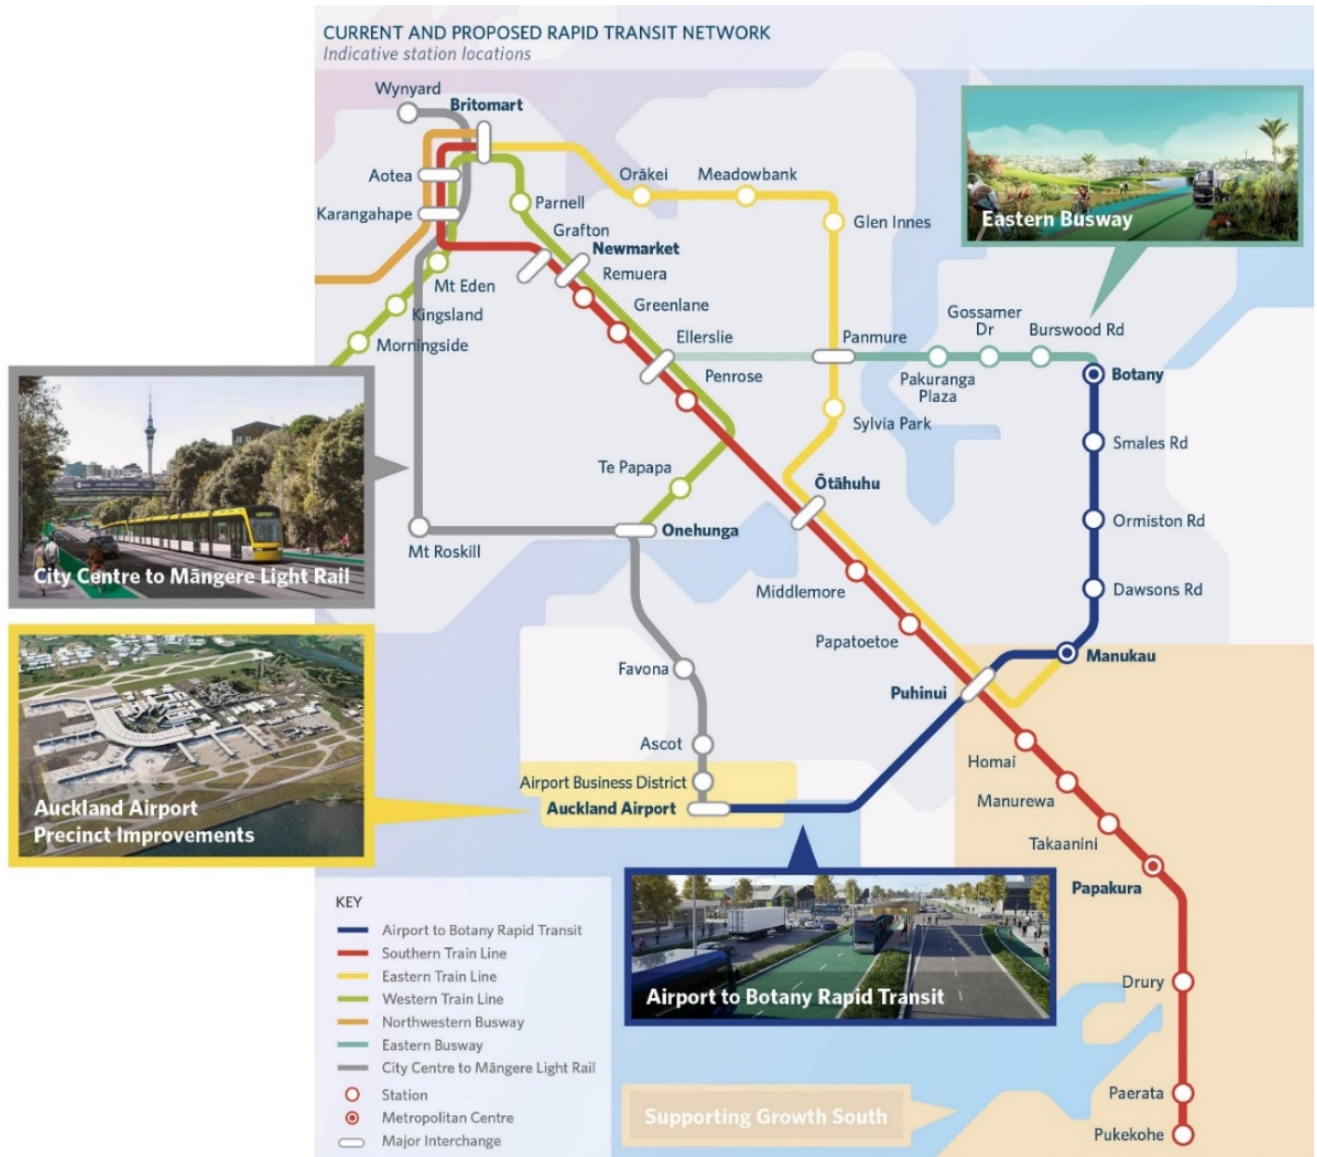 CURRENT AND PROPOSED RAPID TRANSIT NETWORK
Indicative station locations
Wynyard
Britomart
Aotea
Karangahape
Orākei
Meadowbank
Parnell
Glen Innes
Grafton
Newmarket
Remuera
Mt Eden
Greenlane
Kingsland
Morningside
Ellerslie
Penrose
Panmure
Gossamer
Dr
Burswood Rd
Pakuranga
Plaza
Botany
Eastern Busway
Sylvia Park
Smales Rd
Te Papapa
Ōtāhuhu
Ormiston Rd
Mt Roskill
Onehunga
City Centre to Māngere Light Rail
Middlemore
Dawsons Rd
Papatoetoe
Manukau
Favona
Puhinui
Ascot
Homai
Airport Business District
Auckland Airport
Manurewa
Takaanini
Papakura
Auckland Airport
Precinct Improvements
Airport to Botany Rapid Transit
Drury
Paerata
Pukekohe
Supporting Growth South
KEY
Airport to Botany Rapid Transit
Southern Train Line
Eastern Train Line
Western Train Line
Northwestern Busway
Eastern Busway
City Centre to Māngere Light Rail
Station
Metropolitan Centre
Major Interchange